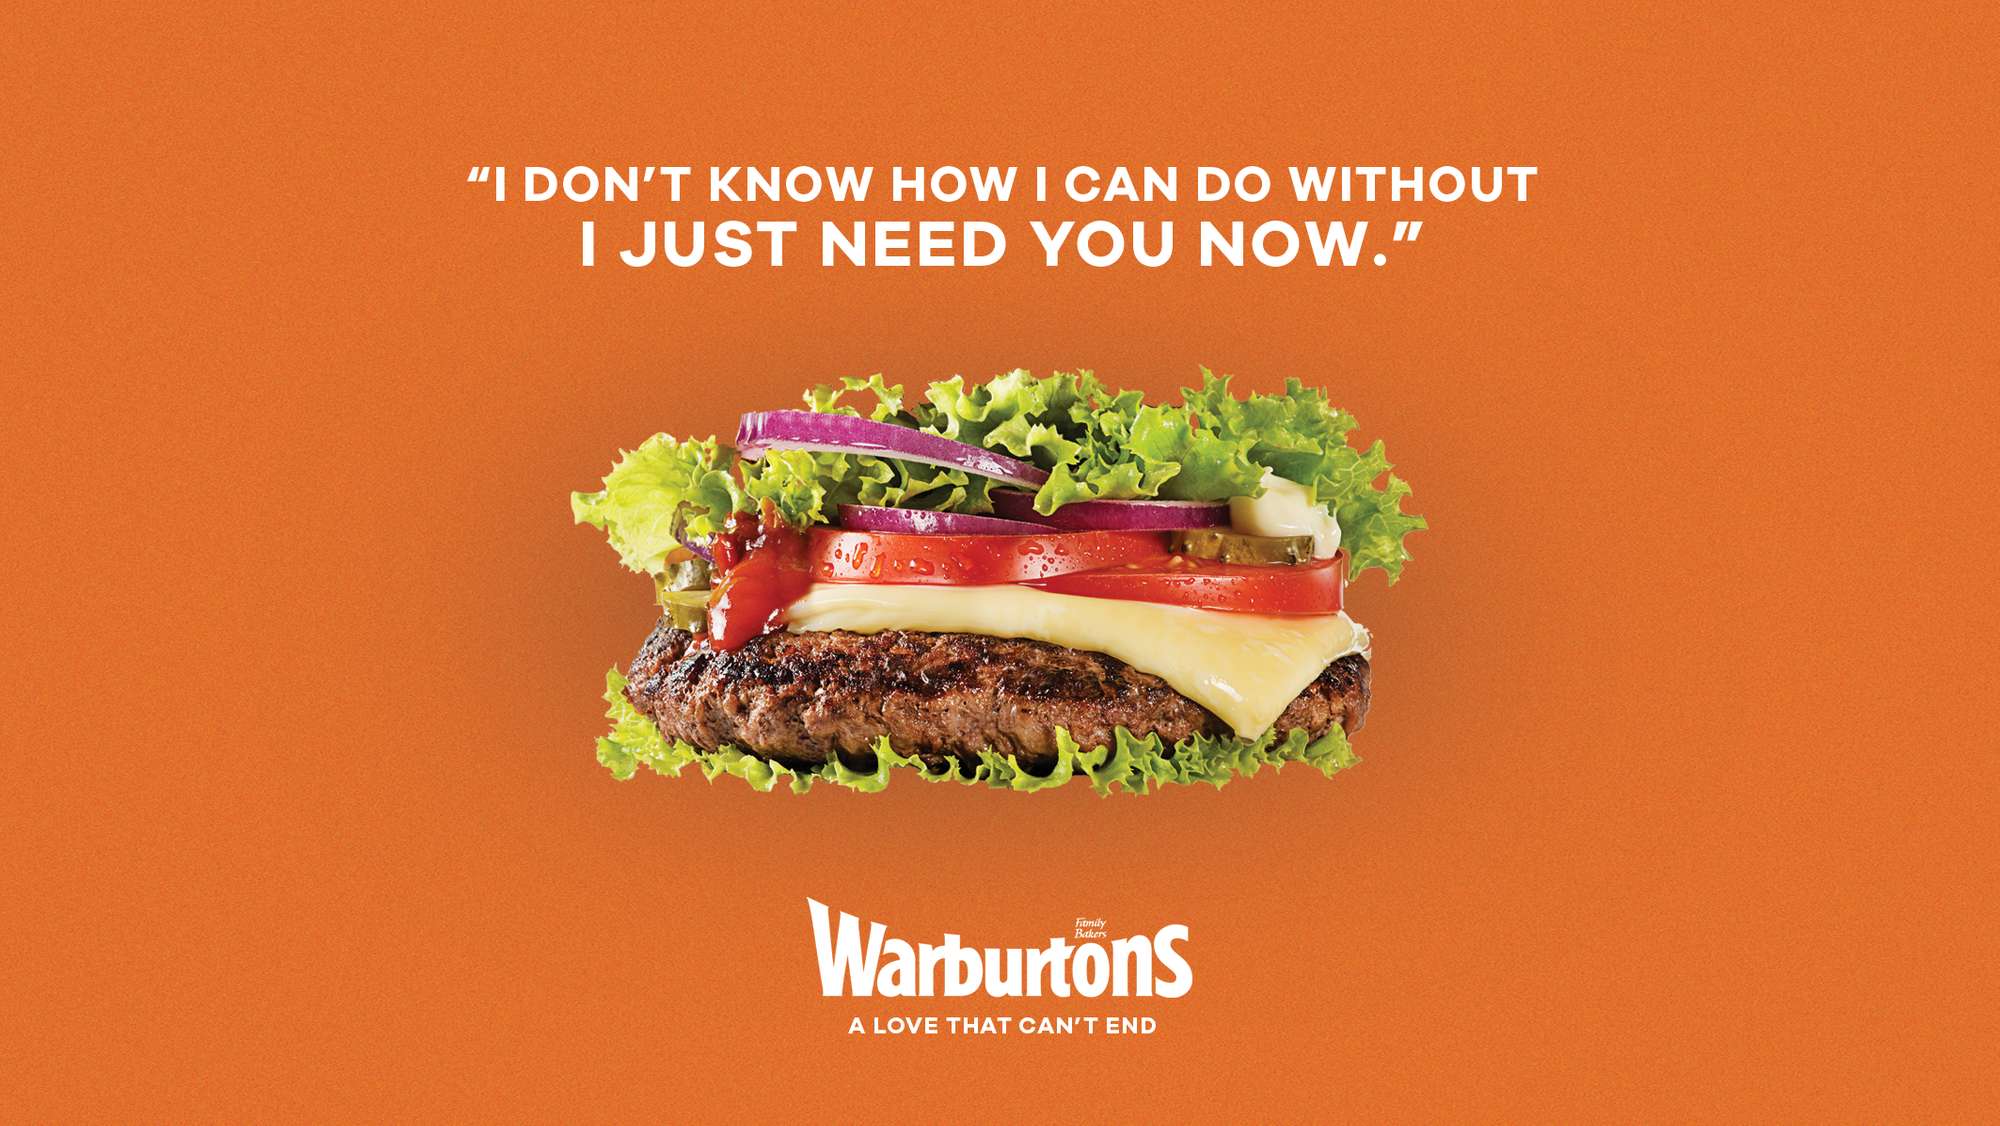 “I DON’T KNOW HOW I CAN DO WITHOUT
I JUST NEED YOU NOW.”
Family
Bakers
Warburtons
A LOVE THAT CAN’T END